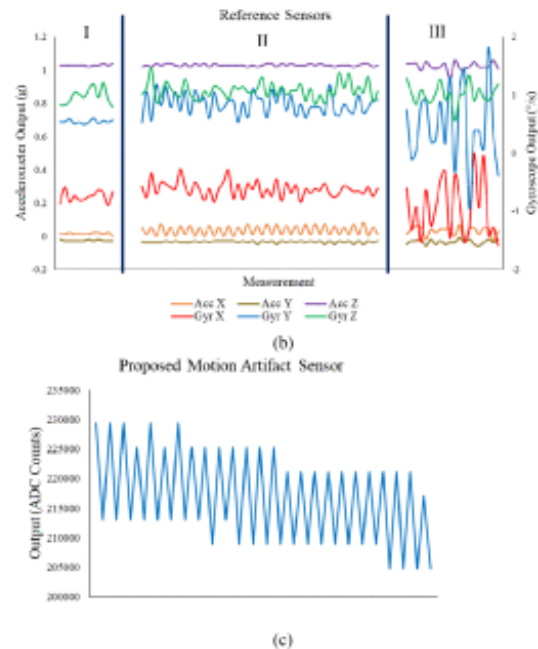 Reference Sensors
I II III
1.2
1
0.8
0.6
0.4
0.2
0
-0.2
Accelerometer Output (g)
2
1
0
-1
-2
Gyroscope Output (°/s)
Measurement
Acc X Acc Y Acc Z
Gyr X Gyr Y Gyr Z
(b)
Proposed Motion Artifact Sensor
235000
230000
225000
220000
215000
210000
205000
200000
Output (ADC Counts)
(c)